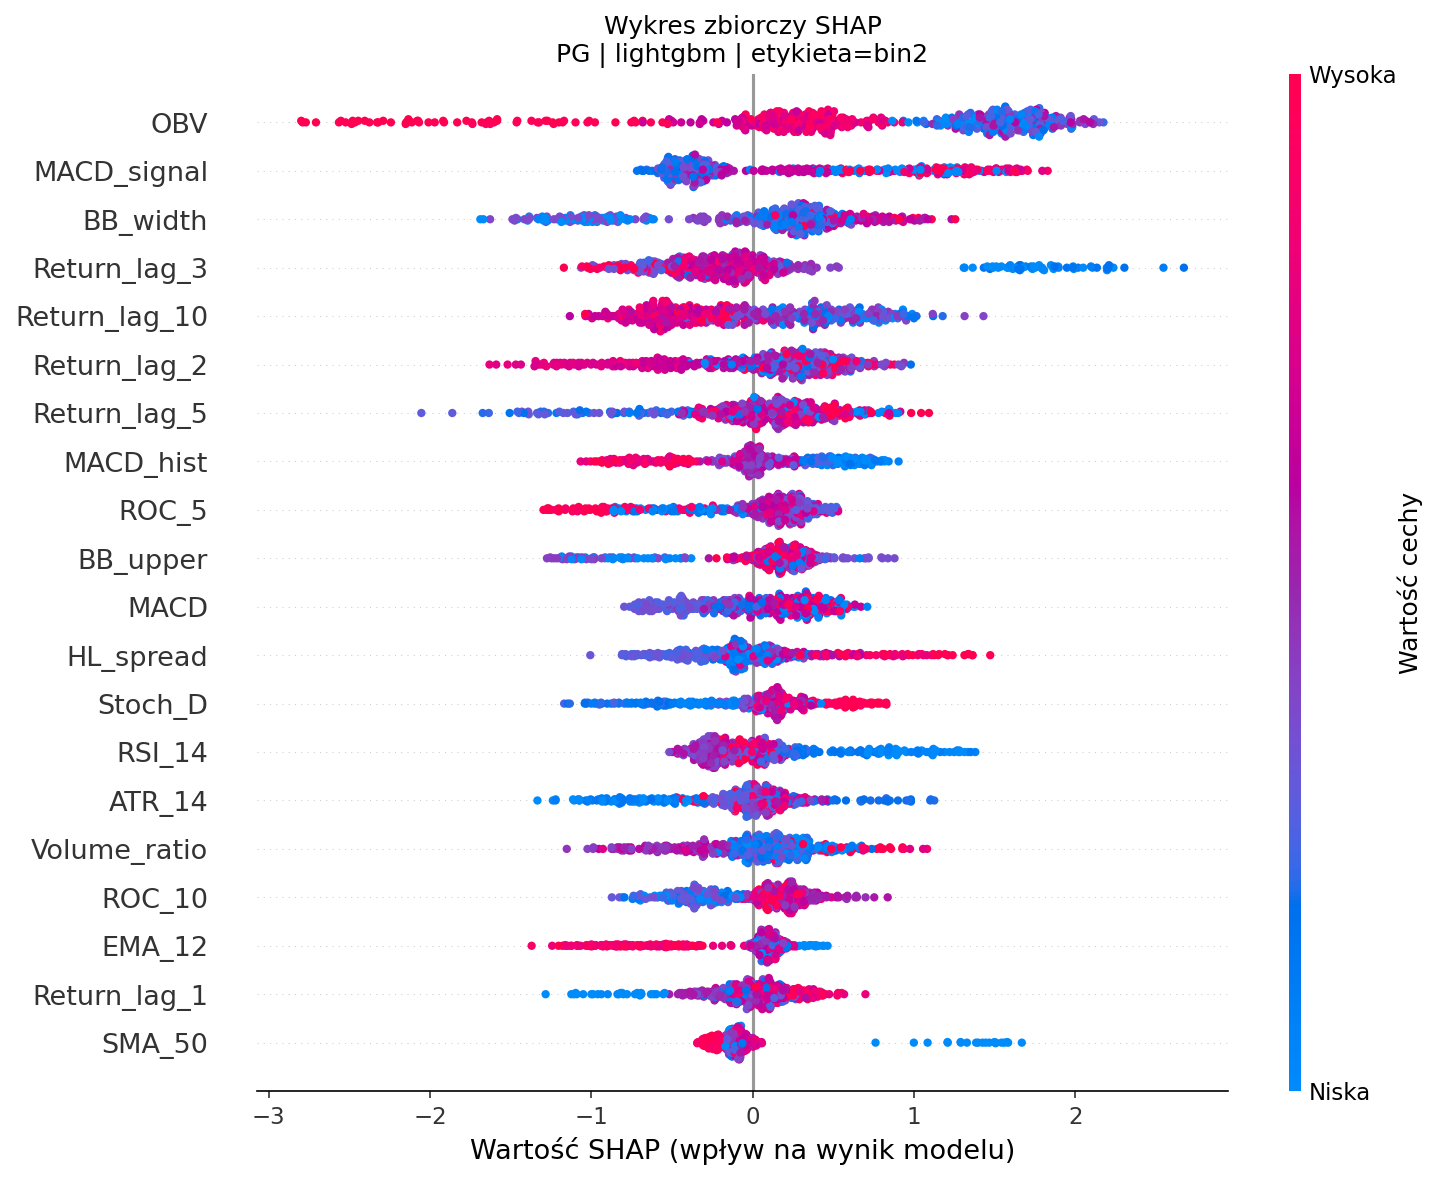 Wykres zbiorczy SHAP
PG | lightgbm | etykieta=bin2
Wysoka
OBV
MACD_signal
BB_width
Return_lag_3
Return_lag_10
Return_lag_2
Return_lag_5
MACD_hist
ROC_5
BB_upper
MACD
HL_spread
Stoch_D
RSI_14
ATR_14
Volume_ratio
ROC_10
EMA_12
Return_lag_1
SMA_50
Wartość cechy
Niska
−3 −2 −1 0 1 2
Wartość SHAP (wpływ na wynik modelu)